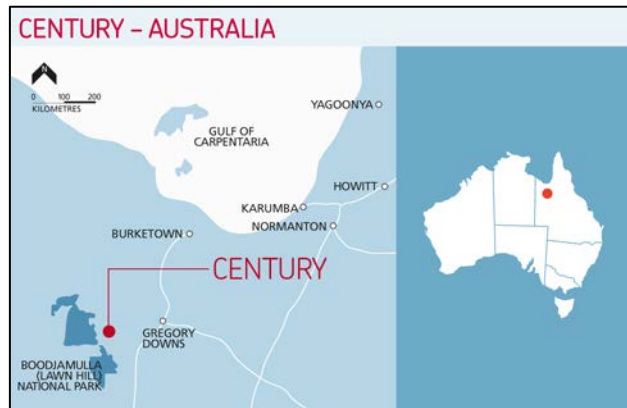 CENTURY – AUSTRALIA
N
0 100 200
KILOMETRES
YAGOONYA
GULF OF
CARPENTARIA
HOWITT
KARUMBA
NORMANTON
BURKETOWN
CENTURY
GREGORY
DOWNS
BOODJAMULLA
(LAWN HILL)
NATIONAL PARK